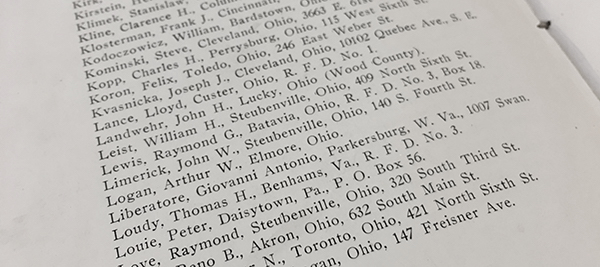 Kirk,
Kirstein, He
Klimek, Stanislaw,
Kline, Clarence H., Colum
Klosterman, Frank J., Cincinnati,
Kodoczowicz, William, Bardstown, Ohio
Kominski, Steve, Cleveland, Ohio, 3663 E. 61st
Kopp, Charles H., Perrysburg, Ohio, 115 West Sixth St.
Koron, Felix, Toledo, Ohio, 246 East Weber St.
Kvasnicka, Joseph J., Cleveland, Ohio, 10102 Quebec Ave., S. E.
Lance, Lloyd, Custer, Ohio, R. F. D. No. 1.
Landwehr, John H., Lucky, Ohio (Wood County).
Leist, William H., Steubenville, Ohio, 409 North Sixth St.
Lewis, Raymond G., Batavia, Ohio, R. F. D. No. 3, Box 18.
Limerick, John W., Steubenville, Ohio, 140 S. Fourth St.
Logan, Arthur W., Elmore, Ohio.
Liberatore, Giovanni Antonio, Parkersburg, W. Va., 1007 Swan.
Loudy, Thomas H., Benhams, Va., R. F. D. No. 3.
Louie, Peter, Daisytown, Pa., P. O. Box 56.
Love, Raymond, Steubenville, Ohio, 320 South Third St.
Reno B., Akron, Ohio, 632 South Main St.
N., Toronto, Ohio, 421 North Sixth St.
gan, Ohio, 147 Freisner Ave.